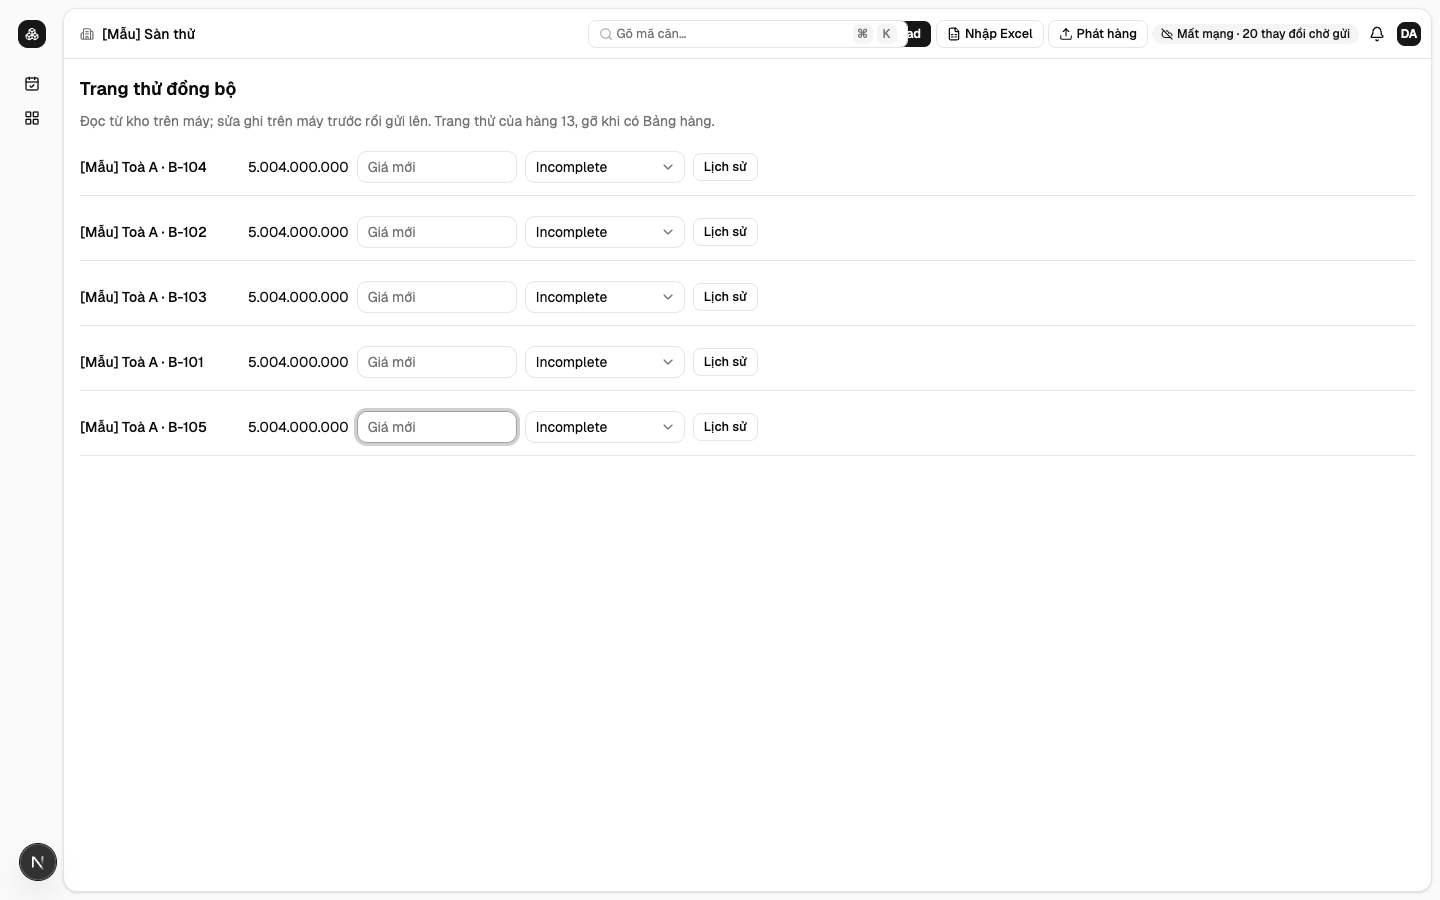 [Mẫu] Sàn thử
Gõ mã căn...
⌘ K
ad
Nhập Excel
Phát hàng
Mất mạng · 20 thay đổi chờ gửi
DA
Trang thử đồng bộ
Đọc từ kho trên máy; sửa ghi trên máy trước rồi gửi lên. Trang thử của hàng 13, gỡ khi có Bảng hàng.
[Mẫu] Toà A · B-104 5.004.000.000 Giá mới Incomplete Lịch sử
[Mẫu] Toà A · B-102 5.004.000.000 Giá mới Incomplete Lịch sử
[Mẫu] Toà A · B-103 5.004.000.000 Giá mới Incomplete Lịch sử
[Mẫu] Toà A · B-101 5.004.000.000 Giá mới Incomplete Lịch sử
[Mẫu] Toà A · B-105 5.004.000.000 Giá mới Incomplete Lịch sử
N